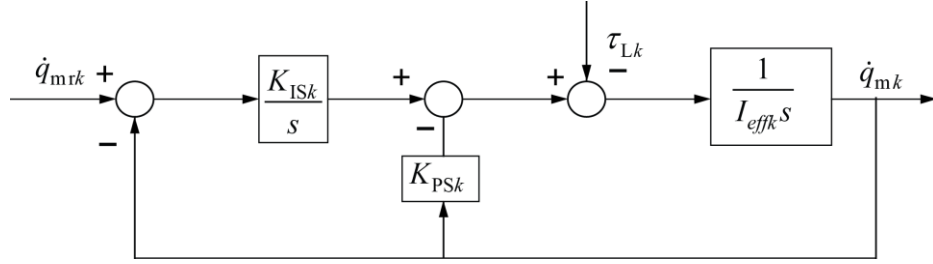 q̇mrk + − KISk/s + − KPSk + τLk − 1/Ieffk s q̇mk